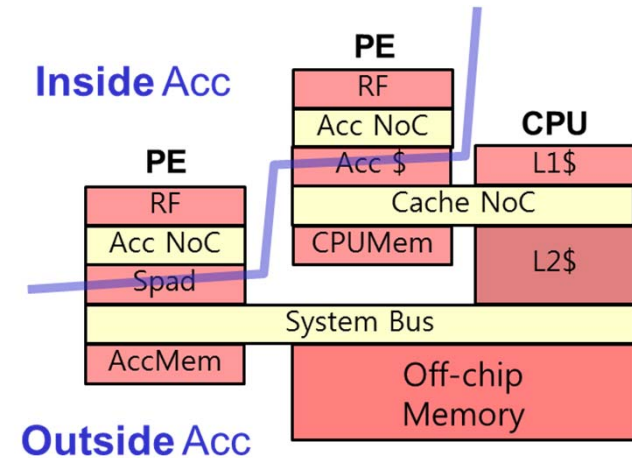 PE
Inside Acc
RF
Acc NoC
CPU
PE
Acc $
L1$
RF
Cache NoC
Acc NoC
CPUMem
L2$
Spad
System Bus
AccMem
Off-chip
Memory
Outside Acc